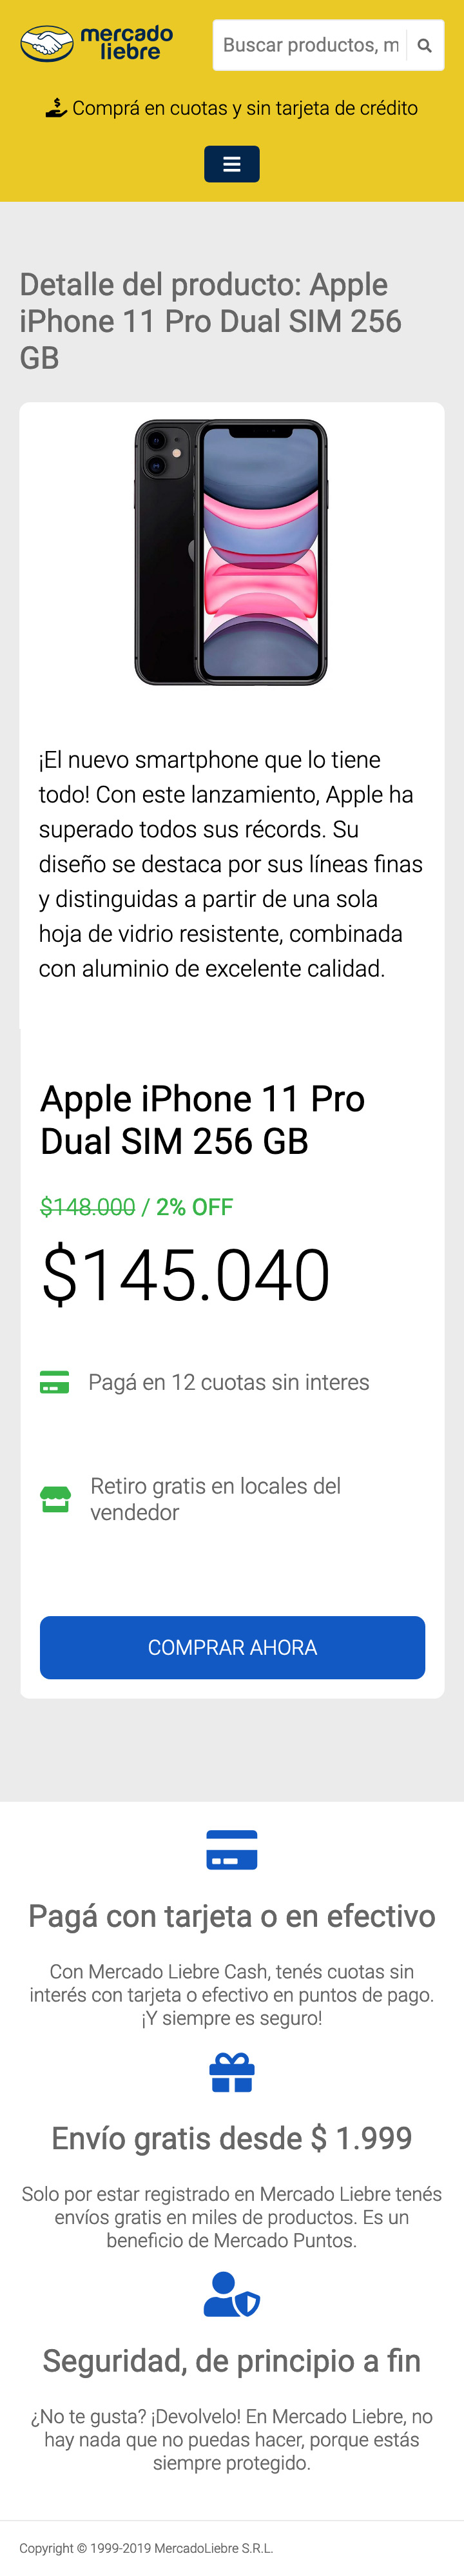 mercado
liebre
Buscar productos, m
Comprá en cuotas y sin tarjeta de crédito
Detalle del producto: Apple
iPhone 11 Pro Dual SIM 256
GB
¡El nuevo smartphone que lo tiene
todo! Con este lanzamiento, Apple ha
superado todos sus récords. Su
diseño se destaca por sus líneas finas
y distinguidas a partir de una sola
hoja de vidrio resistente, combinada
con aluminio de excelente calidad.
Apple iPhone 11 Pro
Dual SIM 256 GB
$148.000 / 2% OFF
$145.040
Pagá en 12 cuotas sin interes
Retiro gratis en locales del
vendedor
COMPRAR AHORA
Pagá con tarjeta o en efectivo
Con Mercado Liebre Cash, tenés cuotas sin
interés con tarjeta o efectivo en puntos de pago.
¡Y siempre es seguro!
Envío gratis desde $ 1.999
Solo por estar registrado en Mercado Liebre tenés
envíos gratis en miles de productos. Es un
beneficio de Mercado Puntos.
Seguridad, de principio a fin
¿No te gusta? ¡Devolvelo! En Mercado Liebre, no
hay nada que no puedas hacer, porque estás
siempre protegido.
Copyright © 1999-2019 MercadoLiebre S.R.L.